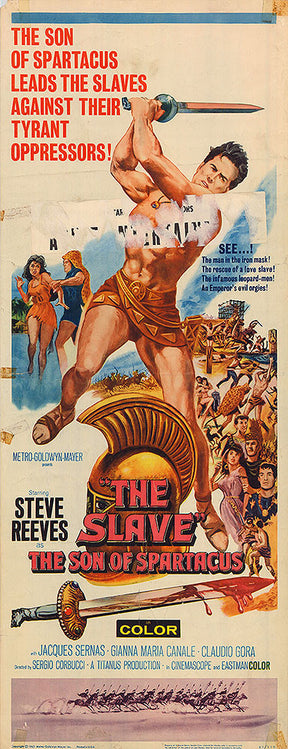 THE SON
OF SPARTACUS
LEADS THE SLAVES
AGAINST THEIR
TYRANT
OPPRESSORS!
SEE...!
The man in the iron mask!
The rescue of a love slave!
The infamous leopard-men!
An Emperor's evil orgies!
METRO-GOLDWYN-MAYER
presents
Starring
STEVE
REEVES
as
"THE
SLAVE"
THE SON OF SPARTACUS
IN
COLOR
with JACQUES SERNAS · GIANNA MARIA CANALE · CLAUDIO GORA
Directed by SERGIO CORBUCCI · A TITANUS PRODUCTION · in CINEMASCOPE and EASTMANCOLOR